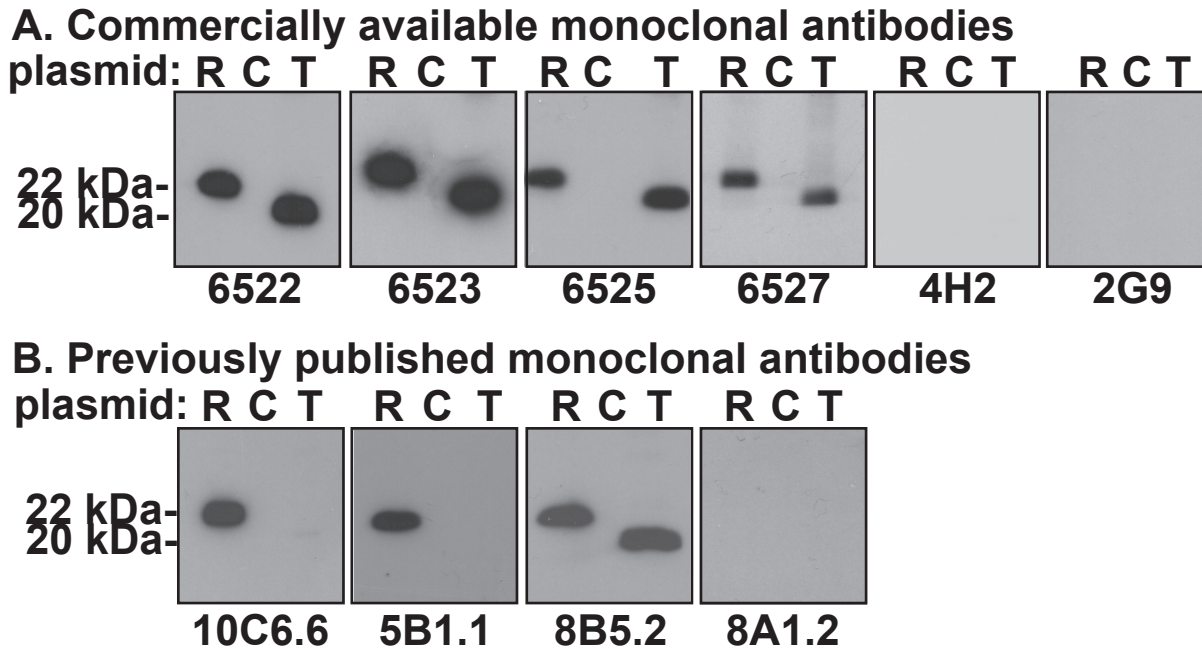 A. Commercially available monoclonal antibodies
plasmid: R C T R C T R C T R C T R C T R C T
22 kDa-
20 kDa-
6522 6523 6525 6527 4H2 2G9
B. Previously published monoclonal antibodies
plasmid: R C T R C T R C T R C T
22 kDa-
20 kDa-
10C6.6 5B1.1 8B5.2 8A1.2